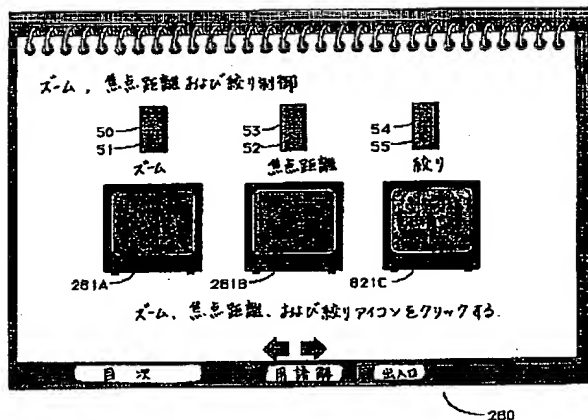 ズーム, 焦点距離および絞り制御
50 53 54
51 52 55
ズーム 焦点距離 絞り
281A 281B 821C
ズーム、焦点距離、および絞りアイコンをクリックする.
目次 用語解 出入口
280